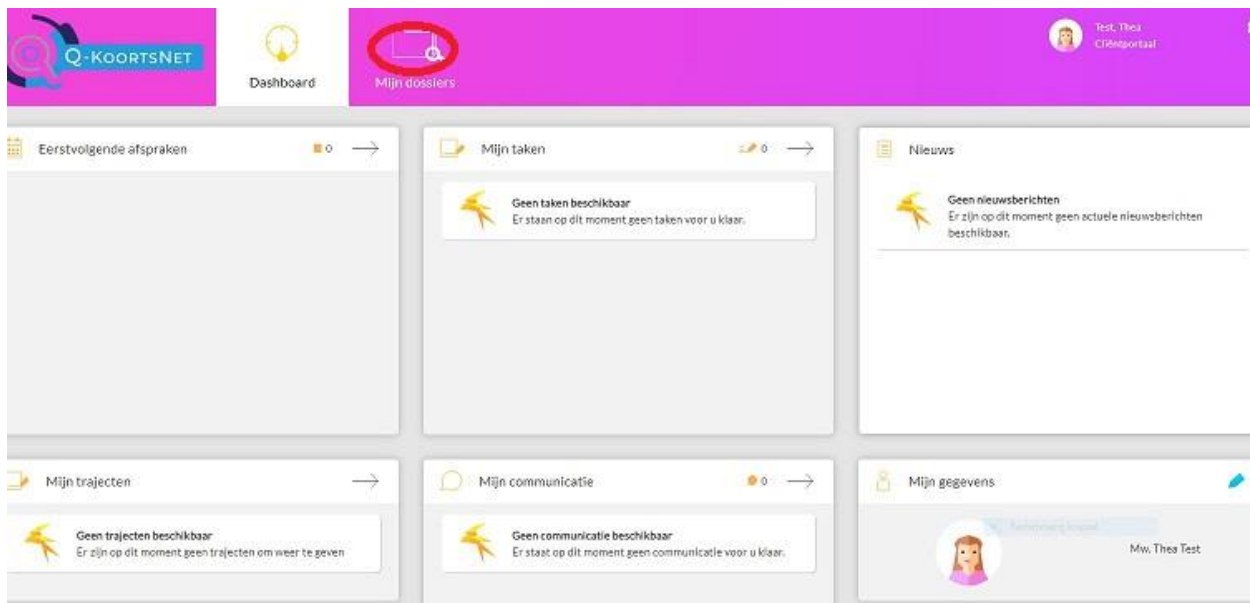 Q-KOORTSNET
Dashboard
Mijn dossiers
Test, Thea
Cliëntportaal
Eerstvolgende afspraken
0
Mijn taken
0
Nieuws
Geen taken beschikbaar
Er staan op dit moment geen taken voor u klaar.
Geen nieuwsberichten
Er zijn op dit moment geen actuele nieuwsberichten
beschikbaar.
Mijn trajecten
Mijn communicatie
0
Mijn gegevens
Geen trajecten beschikbaar
Er zijn op dit moment geen trajecten om weer te geven
Geen communicatie beschikbaar
Er staat op dit moment geen communicatie voor u klaar.
Mw. Thea Test